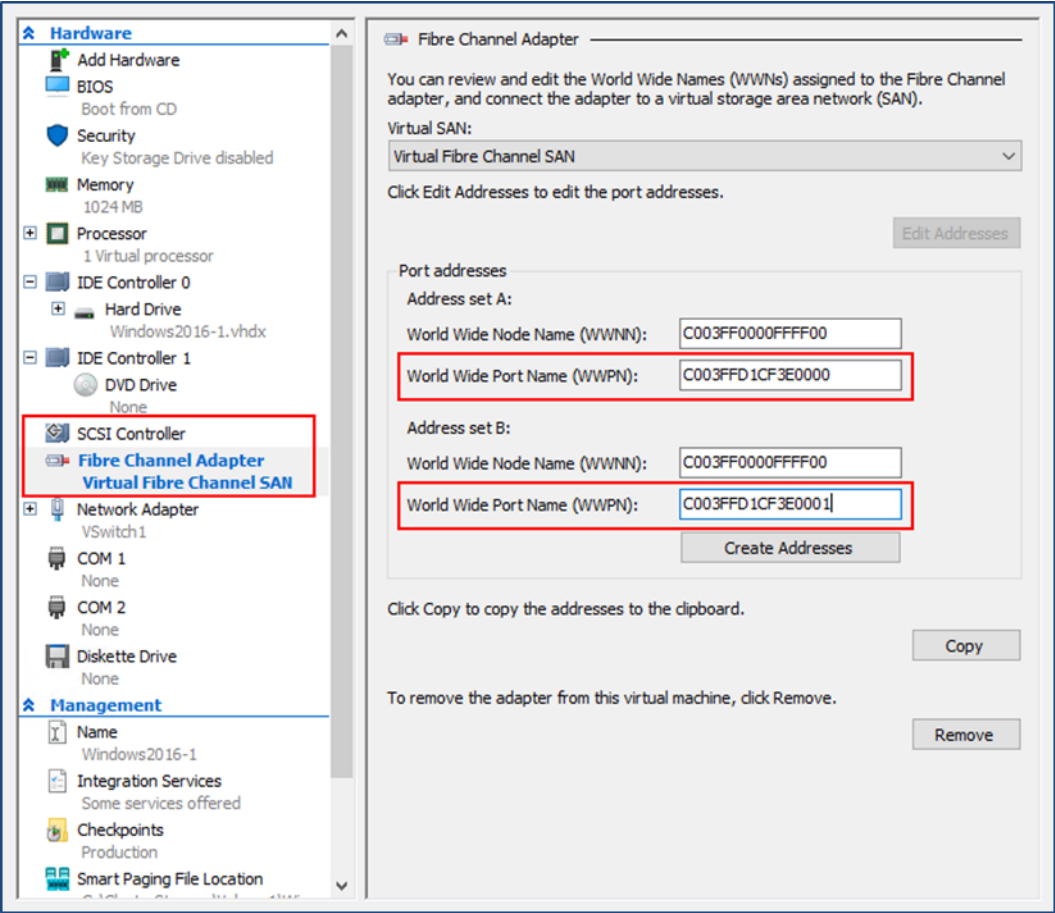 Hardware
Add Hardware
BIOS
Boot from CD
Security
Key Storage Drive disabled
Memory
1024 MB
Processor
1 Virtual processor
IDE Controller 0
Hard Drive
Windows2016-1.vhdx
IDE Controller 1
DVD Drive
None
SCSI Controller
Fibre Channel Adapter
Virtual Fibre Channel SAN
Network Adapter
VSwitch1
COM 1
None
COM 2
None
Diskette Drive
None
Management
Name
Windows2016-1
Integration Services
Some services offered
Checkpoints
Production
Smart Paging File Location
Fibre Channel Adapter
You can review and edit the World Wide Names (WWNs) assigned to the Fibre Channel
adapter, and connect the adapter to a virtual storage area network (SAN).
Virtual SAN:
Virtual Fibre Channel SAN
Click Edit Addresses to edit the port addresses.
Edit Addresses
Port addresses
Address set A:
World Wide Node Name (WWNN): C003FF0000FFFF00
World Wide Port Name (WWPN): C003FFD1CF3E0000
Address set B:
World Wide Node Name (WWNN): C003FF0000FFFF00
World Wide Port Name (WWPN): C003FFD1CF3E0001
Create Addresses
Click Copy to copy the addresses to the clipboard.
Copy
To remove the adapter from this virtual machine, click Remove.
Remove